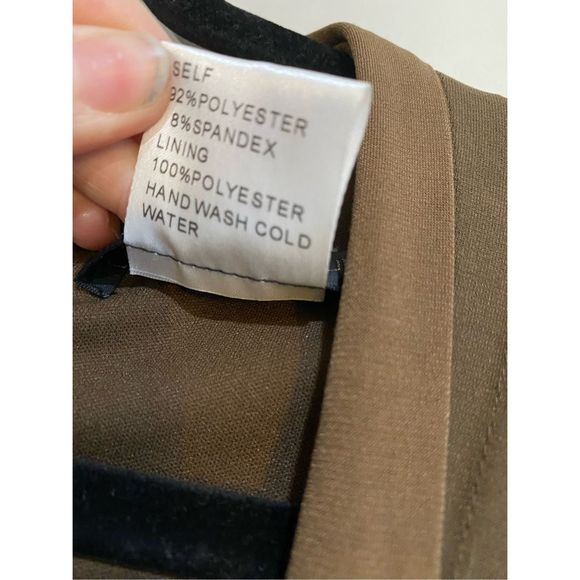 SELF
92%POLYESTER
8%SPANDEX
LINING
100%POLYESTER
HAND WASH COLD
WATER